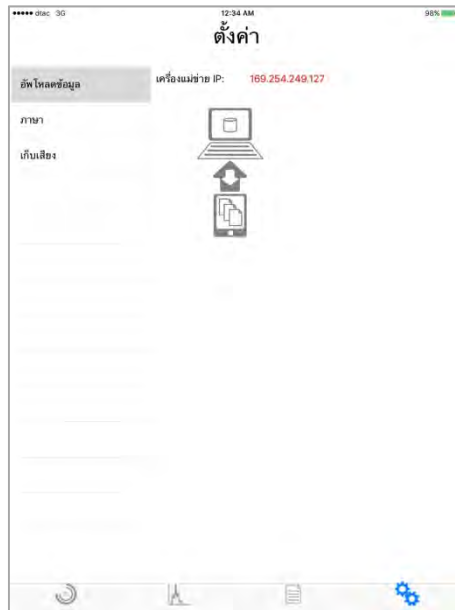 dtac 3G 12:34 AM 98%
ตั้งค่า
อัพโหลดข้อมูล
เครื่องแม่ข่าย IP: 169.254.249.127
ภาษา
เก็บเสียง